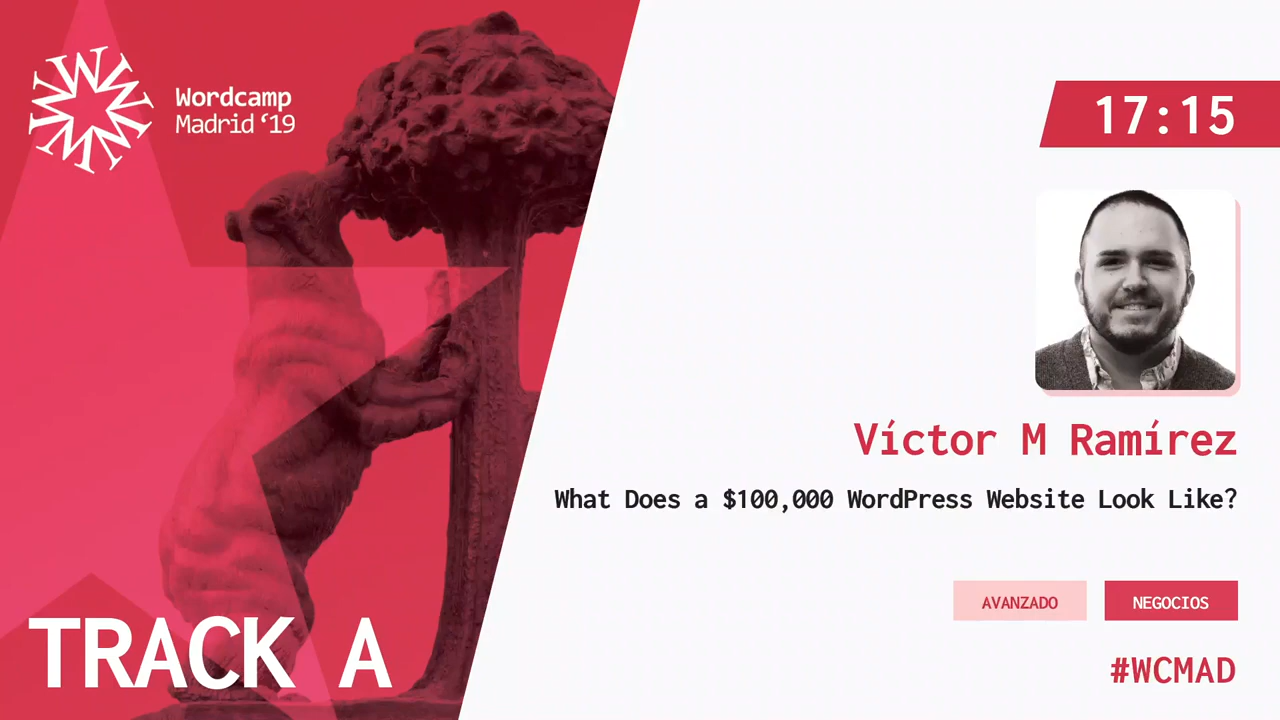 Wordcamp
Madrid ‘19
17:15
Víctor M Ramírez
What Does a $100,000 WordPress Website Look Like?
AVANZADO
NEGOCIOS
TRACK A
#WCMAD